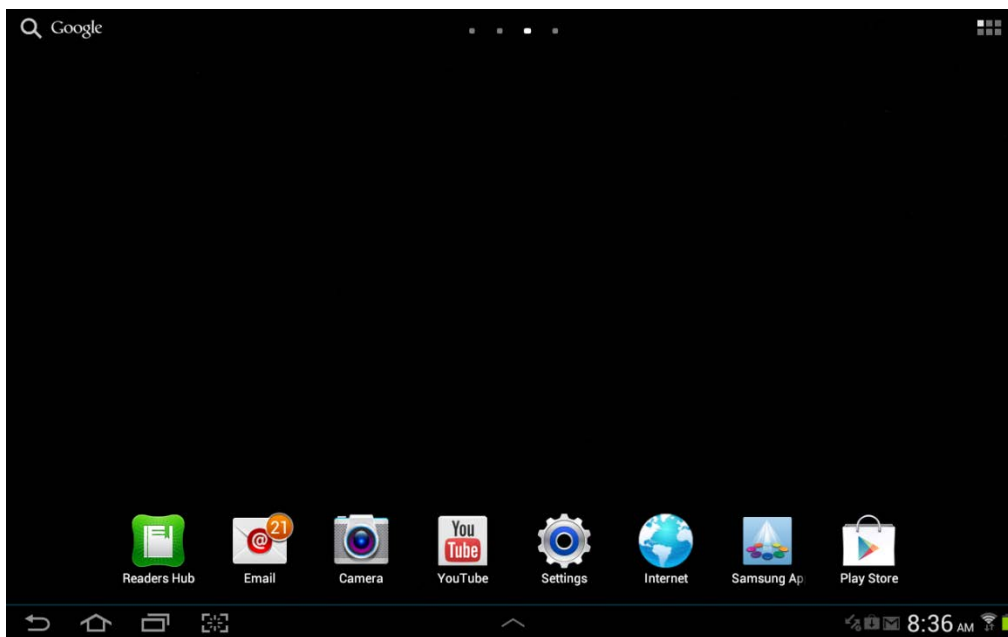 Google
21
@
You
Tube
Readers Hub
Email
Camera
YouTube
Settings
Internet
Samsung Ap
Play Store
8:36 AM